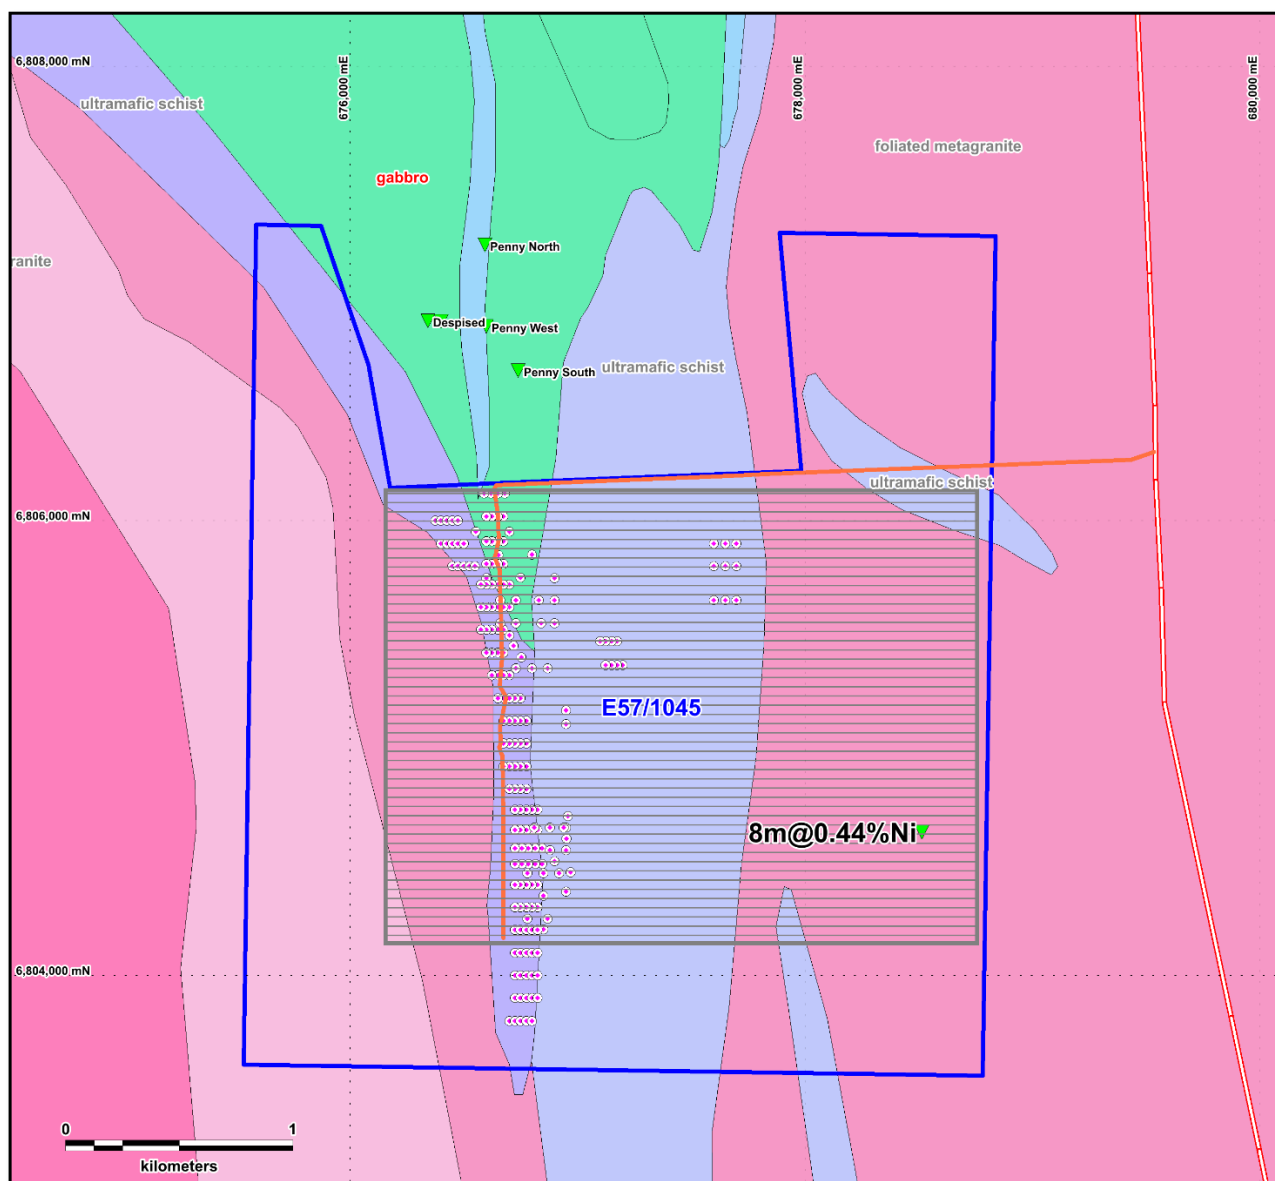 6,808,000 mN
676,000 mE
678,000 mE
680,000 mE
ultramafic schist
foliated metagranite
gabbro
Penny North
ranite
Despised
Penny West
Penny South
ultramafic schist
ultramafic schist
6,806,000 mN
E57/1045
8m@0.44%Ni
6,804,000 mN
0 1
kilometers